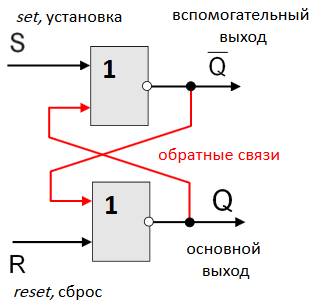 set, установка
вспомогательный
выход
S
1
Q
обратные связи
1
Q
R
основной
выход
reset, сброс